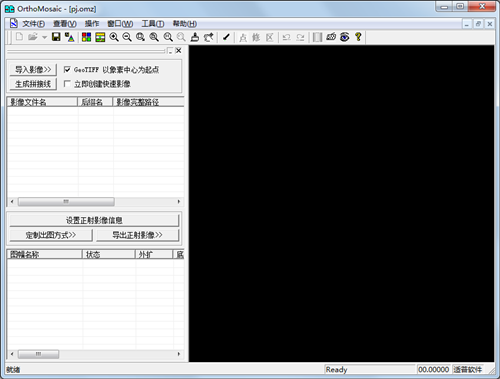 OrthoMosaic - [pj.omz]
文件(F) 查看(V) 操作 窗口(W) 工具(T) 帮助(H)
点 修 区
导入影像>> GeoTIFF 以象素中心为起点
生成拼接线 立即创建快速影像
影像文件名 后缀名 影像完整路径
设置正射影像信息
定制出图方式>> 导出正射影像>>
图幅名称 状态 外扩 底
就绪 Ready 00.00000 适普软件